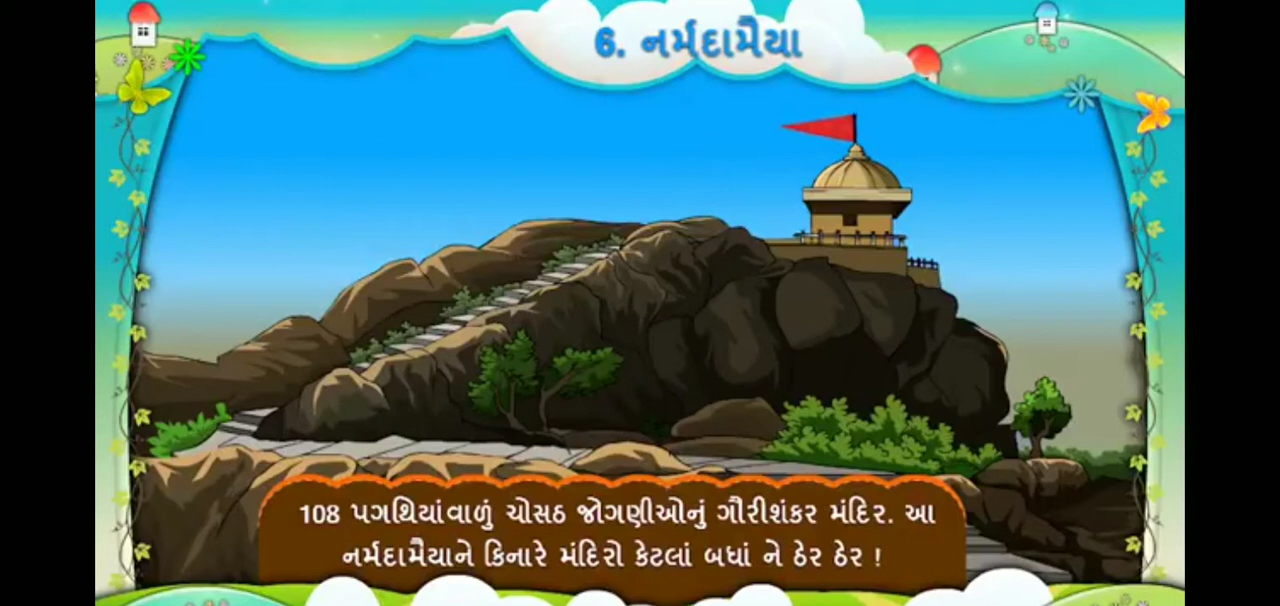 6. નર્મદામૈયા
108 પગથિયાંવાળું ચોસઠ જોગણીઓનું ગૌરીશંકર મંદિર. આ
નર્મદામૈયાને કિનારે મંદિરો કેટલાં બધાં ને ઠેર ઠેર !